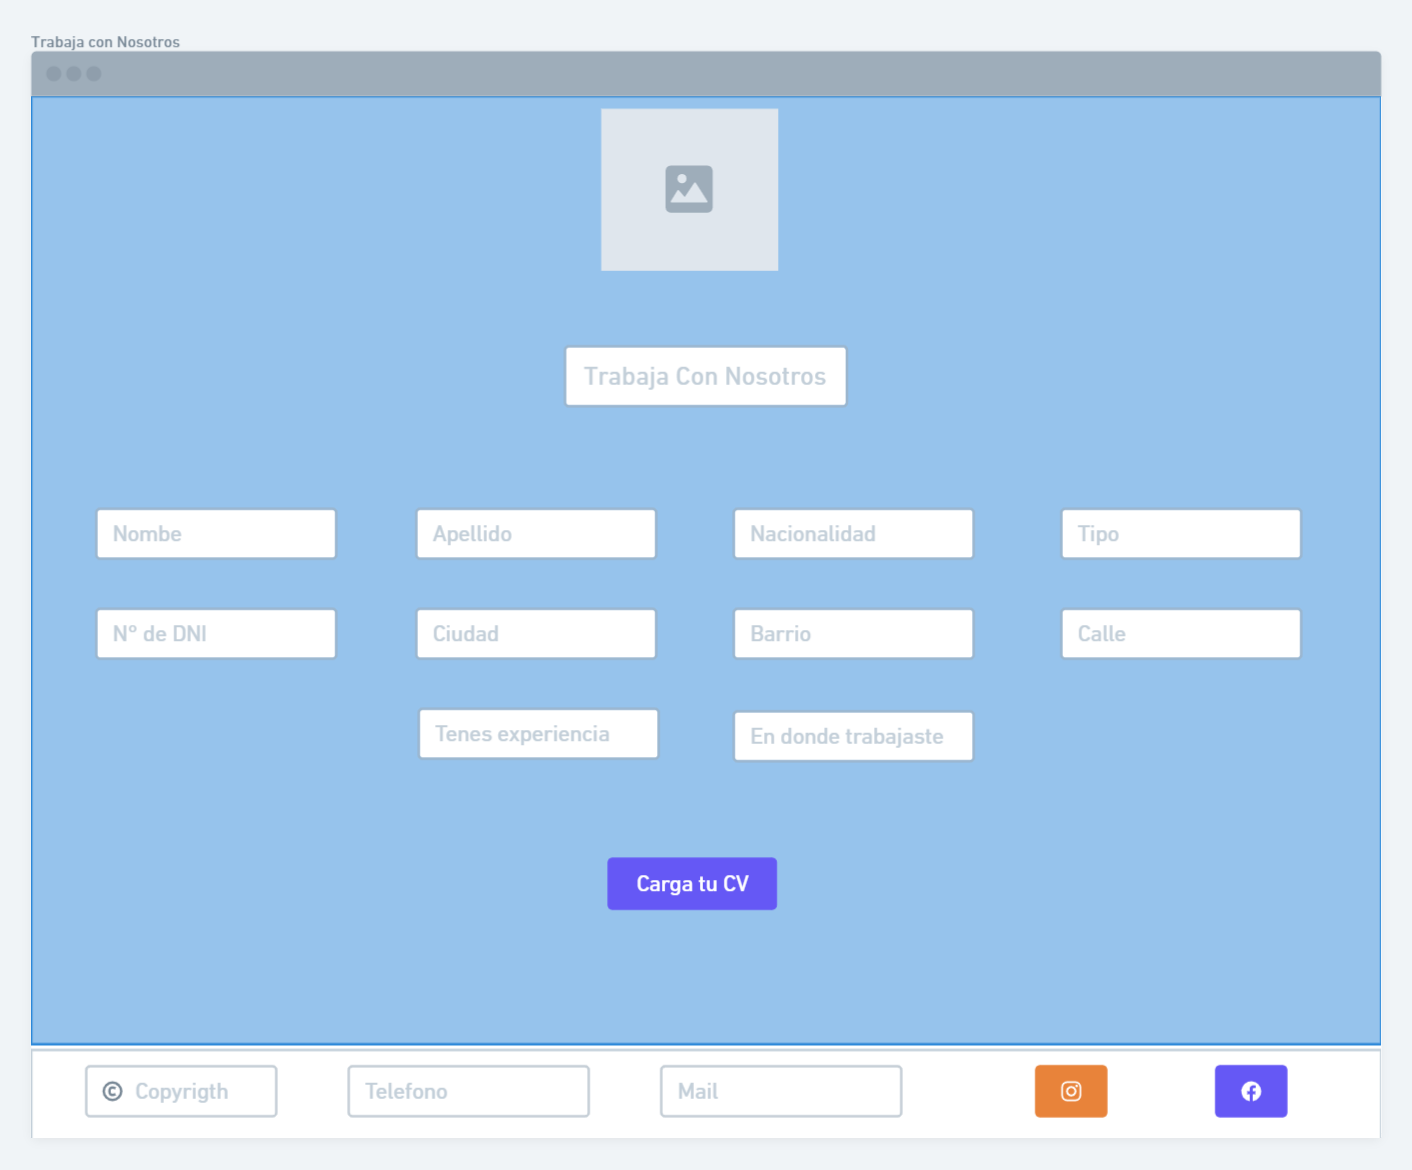 Trabaja con Nosotros
Trabaja Con Nosotros
Nombe
Apellido
Nacionalidad
Tipo
N° de DNI
Ciudad
Barrio
Calle
Tenes experiencia
En donde trabajaste
Carga tu CV
© Copyrigth
Telefono
Mail